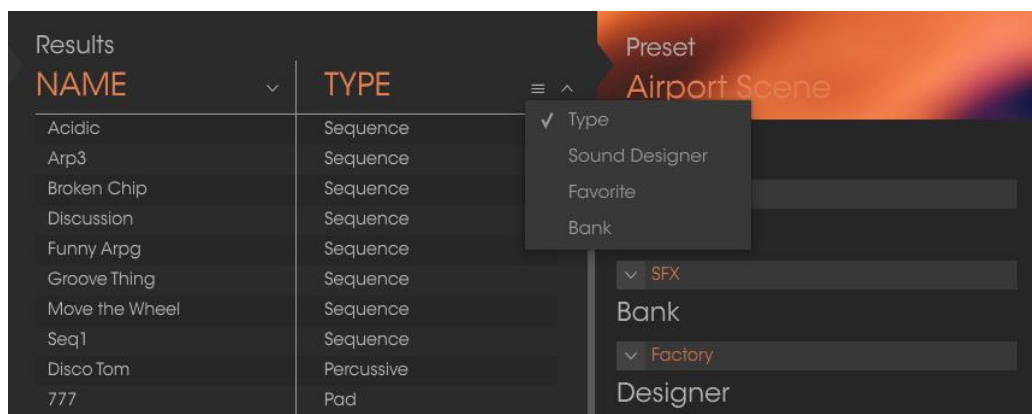 Results
NAME TYPE
Acidic Sequence
Arp3 Sequence
Broken Chip Sequence
Discussion Sequence
Funny Arpg Sequence
Groove Thing Sequence
Move the Wheel Sequence
Seq1 Sequence
Disco Tom Percussive
777 Pad
Type
Sound Designer
Favorite
Bank
Preset
Airport Scene
SFX
Bank
Factory
Designer